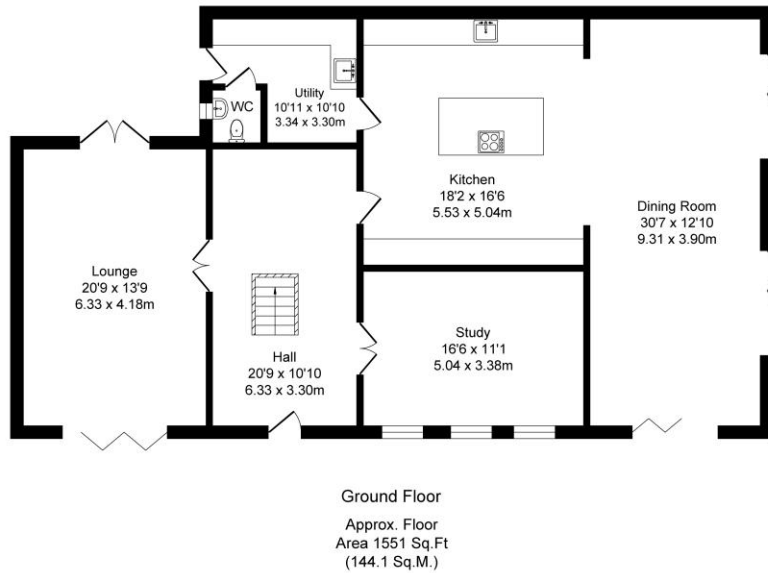 Utility
10'11 x 10'10
3.34 x 3.30m
WC
Kitchen
18'2 x 16'6
5.53 x 5.04m
Dining Room
30'7 x 12'10
9.31 x 3.90m
Lounge
20'9 x 13'9
6.33 x 4.18m
Hall
20'9 x 10'10
6.33 x 3.30m
Study
16'6 x 11'1
5.04 x 3.38m
Ground Floor
Approx. Floor
Area 1551 Sq.Ft
(144.1 Sq.M.)